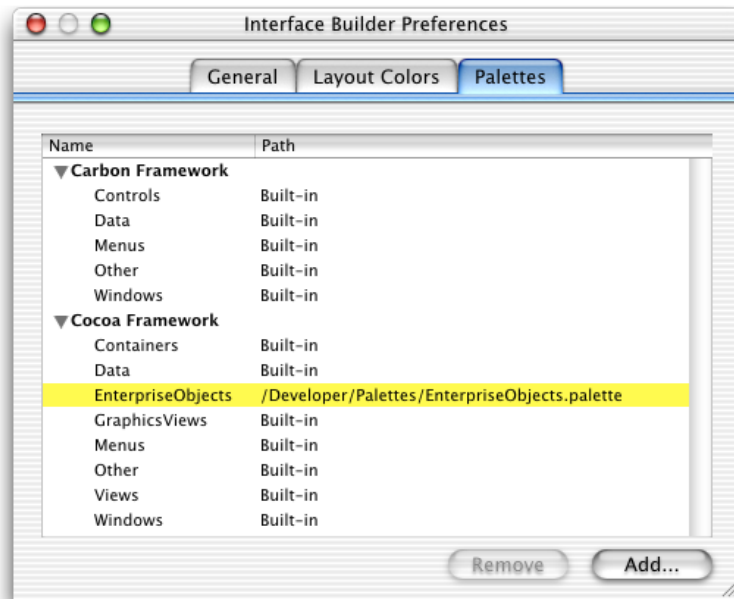 Interface Builder Preferences
General Layout Colors Palettes
Name Path
Carbon Framework
Controls Built-in
Data Built-in
Menus Built-in
Other Built-in
Windows Built-in
Cocoa Framework
Containers Built-in
Data Built-in
EnterpriseObjects /Developer/Palettes/EnterpriseObjects.palette
GraphicsViews Built-in
Menus Built-in
Other Built-in
Views Built-in
Windows Built-in
Remove Add...